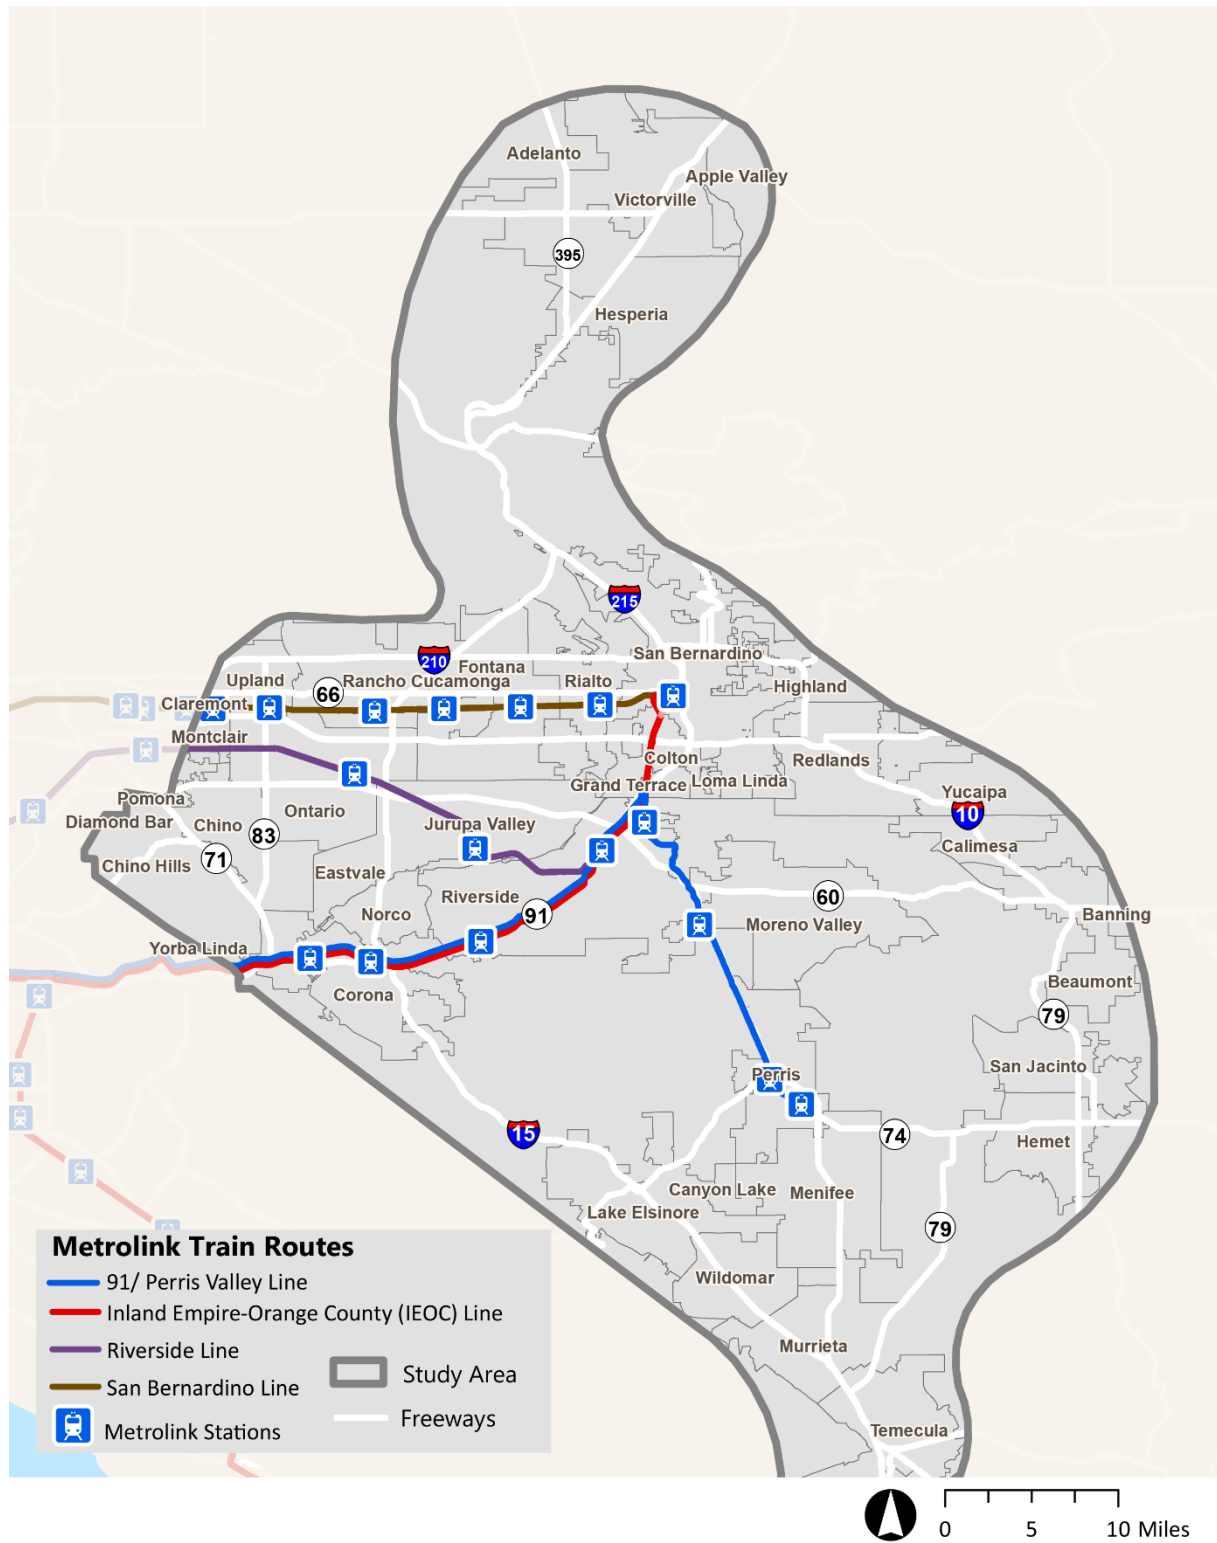 Adelanto
Apple Valley
Victorville
395
Hesperia
215
San Bernardino
210
Fontana
Upland
Rancho Cucamonga
Rialto
Highland
66
Claremont
Montclair
Colton
Redlands
Grand Terrace
Loma Linda
Yucaipa
Pomona
Ontario
10
Diamond Bar
Chino
83
Jurupa Valley
Calimesa
71
Chino Hills
Eastvale
Riverside
60
Norco
91
Moreno Valley
Banning
Yorba Linda
Beaumont
Corona
79
Perris
San Jacinto
15
74
Hemet
Canyon Lake
Menifee
Lake Elsinore
79
Wildomar
Murrieta
Temecula
Metrolink Train Routes
91/ Perris Valley Line
Inland Empire-Orange County (IEOC) Line
Riverside Line
San Bernardino Line
Metrolink Stations
Study Area
Freeways
0 5 10 Miles